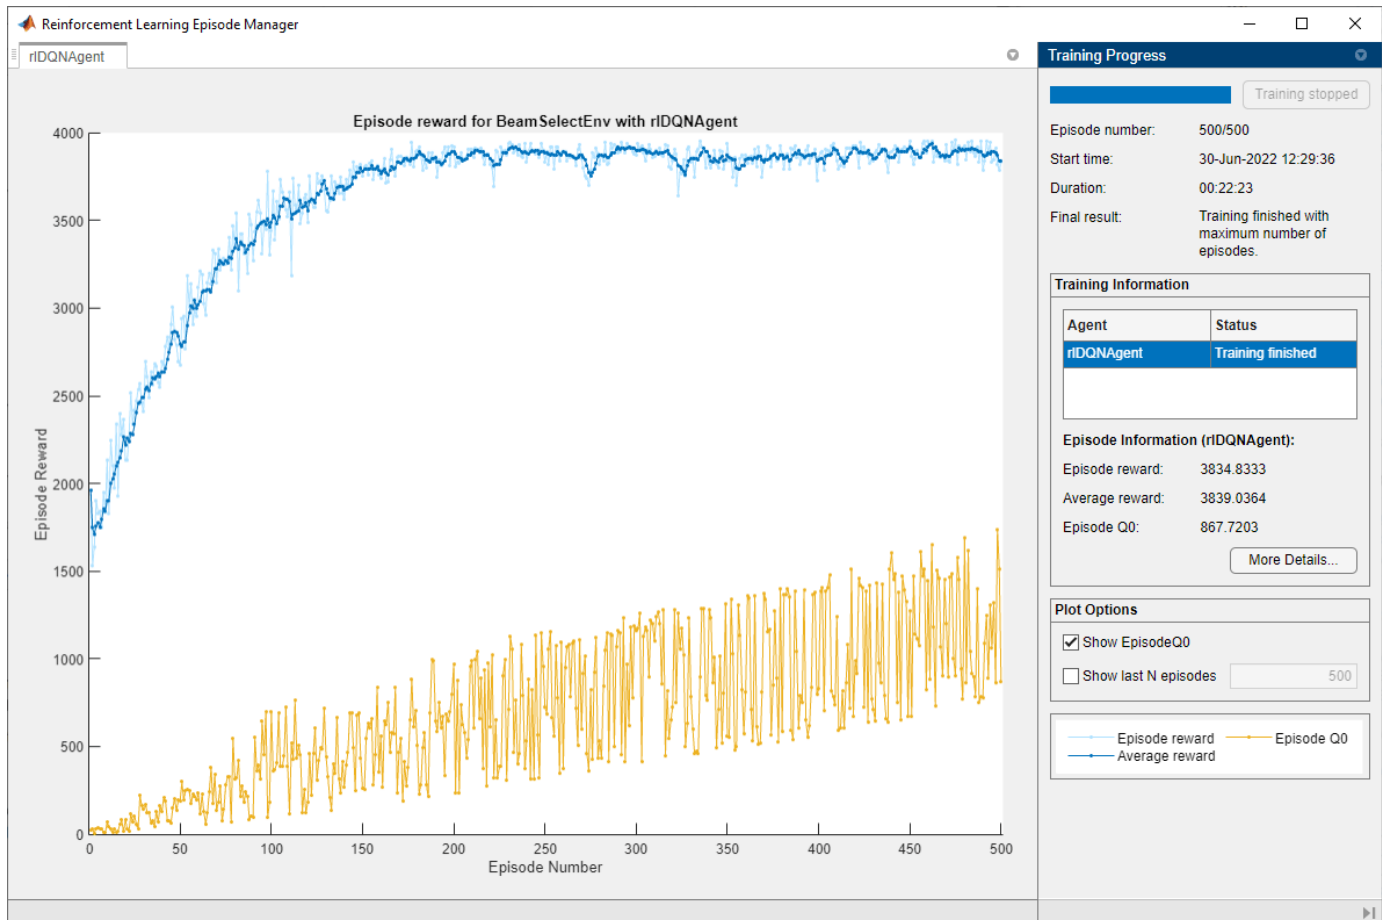 Reinforcement Learning Episode Manager
rlDQNAgent
Episode reward for BeamSelectEnv with rlDQNAgent
4000
3500
3000
2500
2000
1500
1000
500
0
Episode Reward
0 50 100 150 200 250 300 350 400 450 500
Episode Number
Training Progress
Training stopped
Episode number: 500/500
Start time: 30-Jun-2022 12:29:36
Duration: 00:22:23
Final result: Training finished with
maximum number of
episodes.
Training Information
Agent Status
rlDQNAgent Training finished
Episode Information (rlDQNAgent):
Episode reward: 3834.8333
Average reward: 3839.0364
Episode Q0: 867.7203
More Details...
Plot Options
Show EpisodeQ0
Show last N episodes 500
Episode reward Episode Q0
Average reward